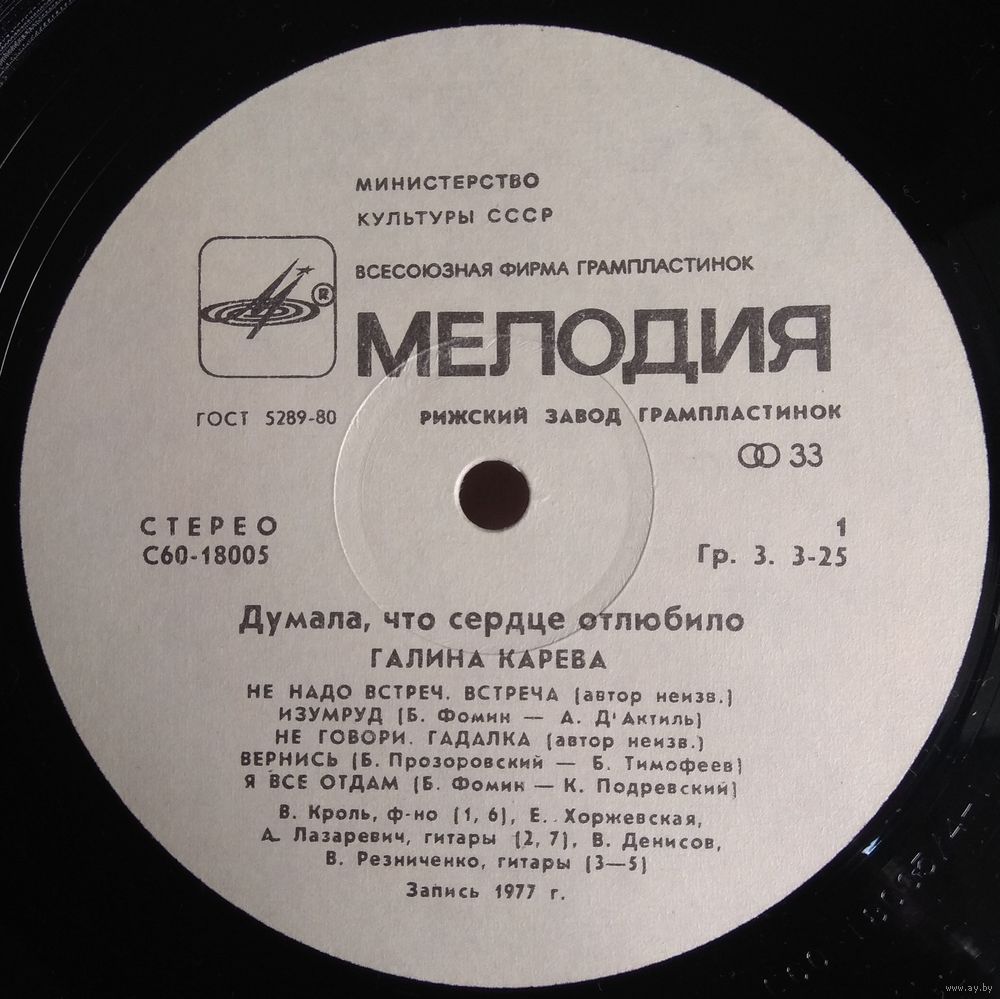 МИНИСТЕРСТВО
КУЛЬТУРЫ СССР
ВСЕСОЮЗНАЯ ФИРМА ГРАМПЛАСТИНОК
®
МЕЛОДИЯ
ГОСТ 5289-80
РИЖСКИЙ ЗАВОД ГРАМПЛАСТИНОК
33
СТЕРЕО
1
С60-18005
Гр. 3. 3-25
Думала, что сердце отлюбило
ГАЛИНА КАРЕВА
НЕ НАДО ВСТРЕЧ. ВСТРЕЧА (автор неизв.)
ИЗУМРУД (Б. Фомин — А. Д'Актиль)
НЕ ГОВОРИ. ГАДАЛКА (автор неизв.)
ВЕРНИСЬ (Б. Прозоровский — Б. Тимофеев)
Я ВСЕ ОТДАМ (Б. Фомин — К. Подревский)
В. Кроль, ф-но (1, 6), Е. Хоржевская,
А. Лазаревич, гитары (2, 7), В. Денисов,
В. Резниченко, гитары (3—5)
Запись 1977 г.
www.ay.by